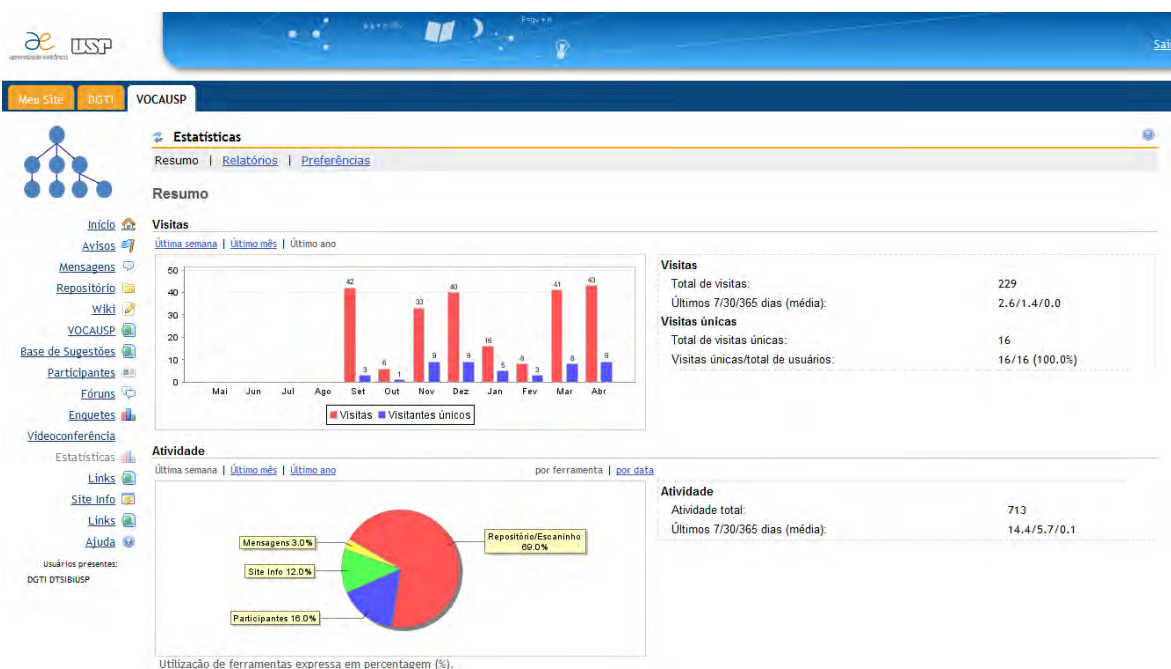 æ USP
aprendizado eletrônico
Sair
Meu Site DGTI VOCAUSP
Estatísticas
Resumo | Relatórios | Preferências
Resumo
Início
Avisos
Mensagens
Repositório
Wiki
VOCAUSP
Base de Sugestões
Participantes
Fóruns
Enquetes
Videoconferência
Estatísticas
Links
Site Info
Links
Ajuda
Usuários presentes:
DGTI DTSIBIUSP
Visitas
Última semana | Último mês | Último ano
50
40
30
20
10
0
42 3 6 1 33 9 40 9 16 5 8 3 41 8 43 9
Mai Jun Jul Ago Set Out Nov Dez Jan Fev Mar Abr
Visitas Visitantes únicos
Visitas
Total de visitas: 229
Últimos 7/30/365 dias (média): 2.6/1.4/0.0
Visitas únicas
Total de visitas únicas: 16
Visitas únicas/total de usuários: 16/16 (100.0%)
Atividade
Última semana | Último mês | Último ano por ferramenta | por data
Mensagens 3.0%
Repositório/Escaninho
69.0%
Site Info 12.0%
Participantes 16.0%
Atividade
Atividade total: 713
Últimos 7/30/365 dias (média): 14.4/5.7/0.1
Utilização de ferramentas expressa em percentagem (%).